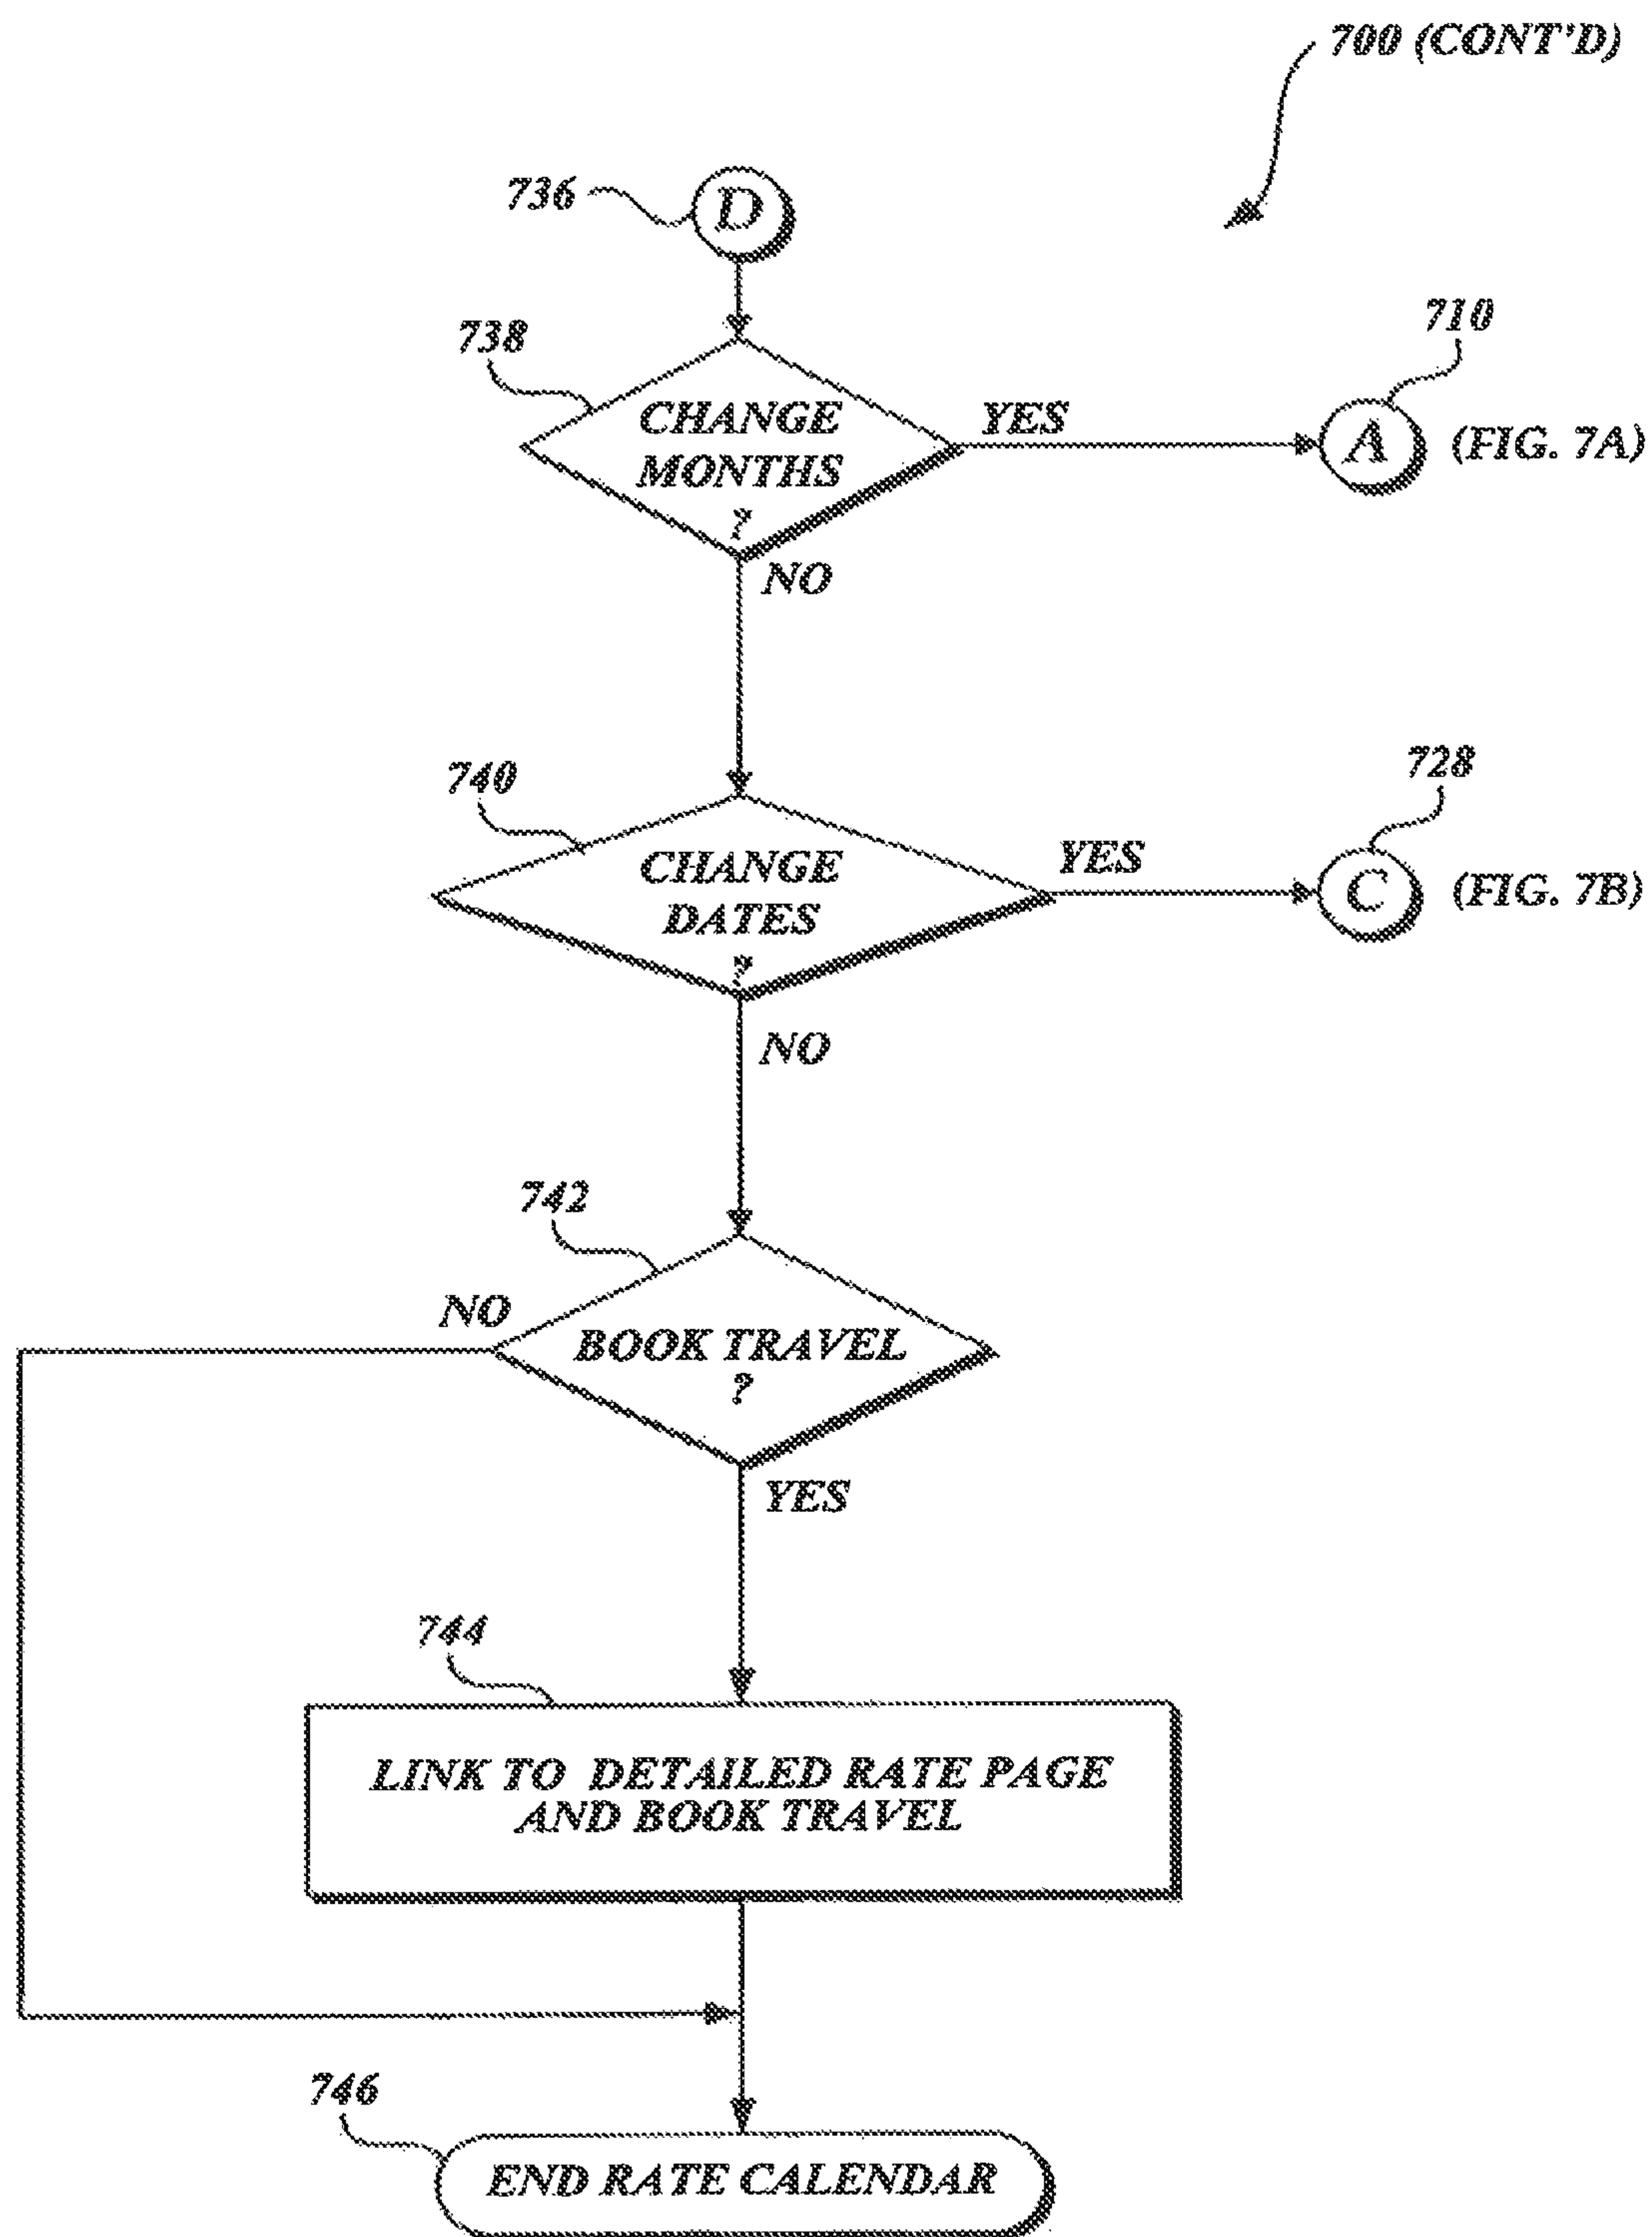 700 (CONT'D)
736
D
738
CHANGE
MONTHS
?
YES
710
A
(FIG. 7A)
NO
740
CHANGE
DATES
?
YES
728
C
(FIG. 7B)
NO
742
NO
BOOK TRAVEL
?
YES
744
LINK TO DETAILED RATE PAGE
AND BOOK TRAVEL
746
END RATE CALENDAR